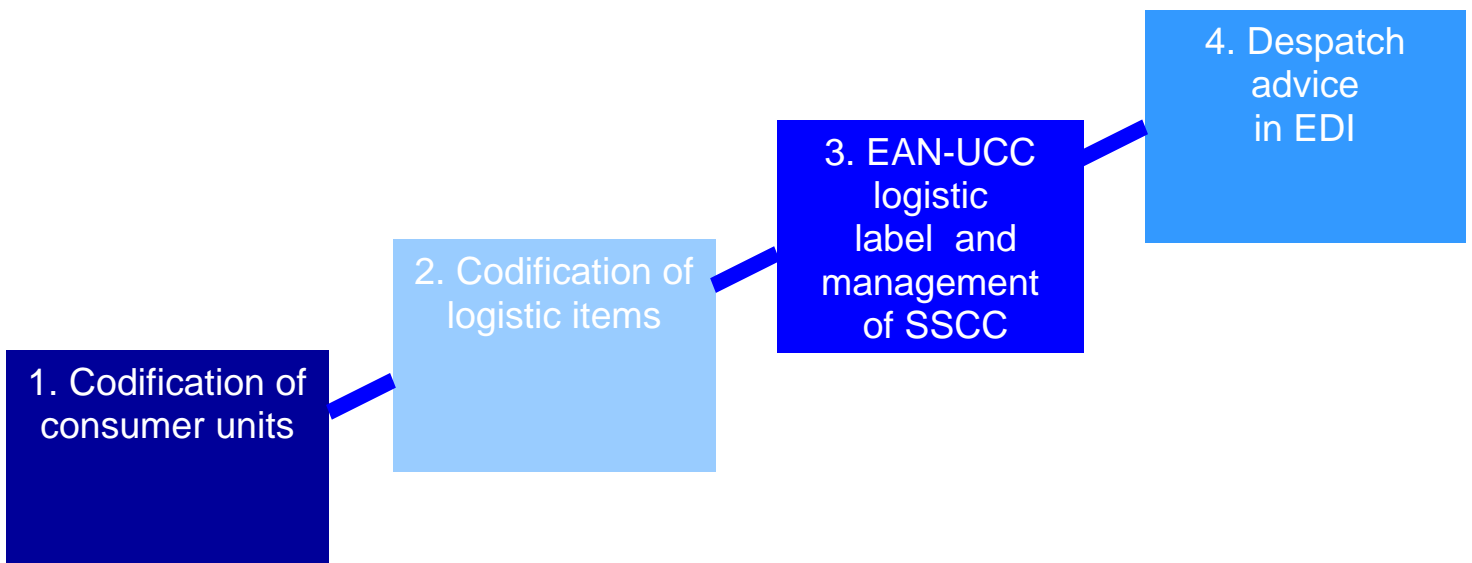 1. Codification of
consumer units
2. Codification of
logistic items
3. EAN-UCC
logistic
label and
management
of SSCC
4. Despatch
advice
in EDI